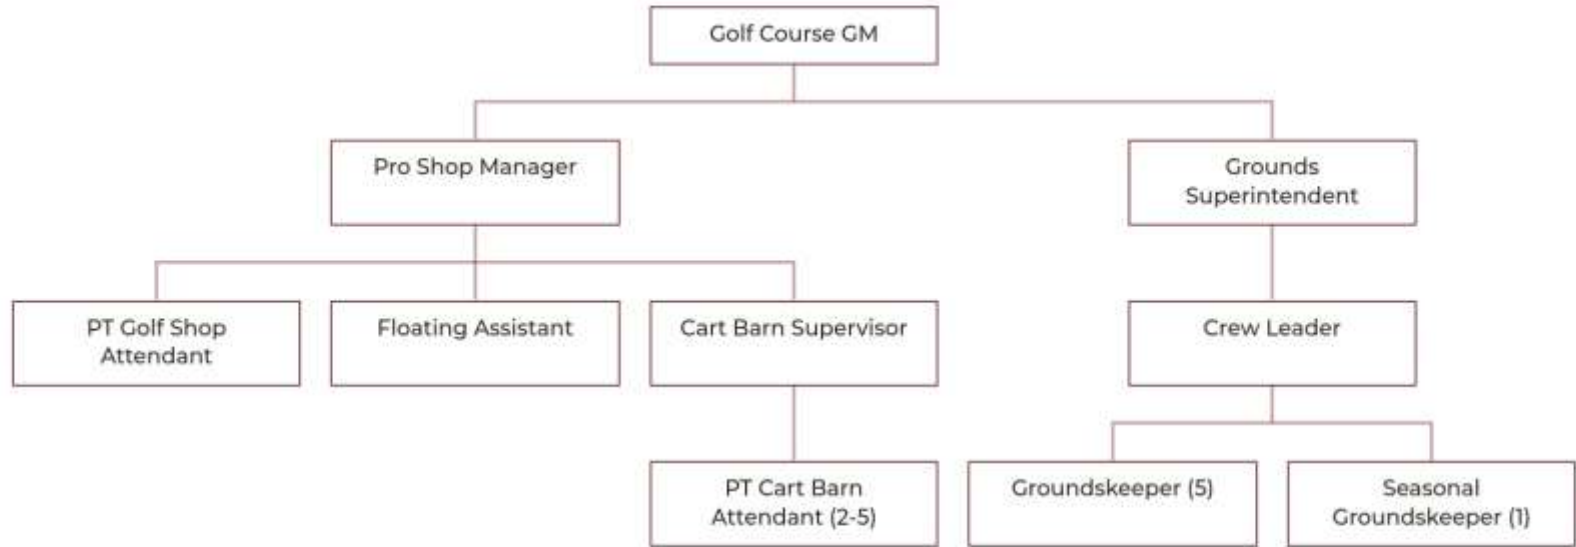 Golf Course GM
Pro Shop Manager
Grounds
Superintendent
PT Golf Shop
Attendant
Floating Assistant
Cart Barn Supervisor
Crew Leader
PT Cart Barn
Attendant (2-5)
Groundskeeper (5)
Seasonal
Groundskeeper (1)